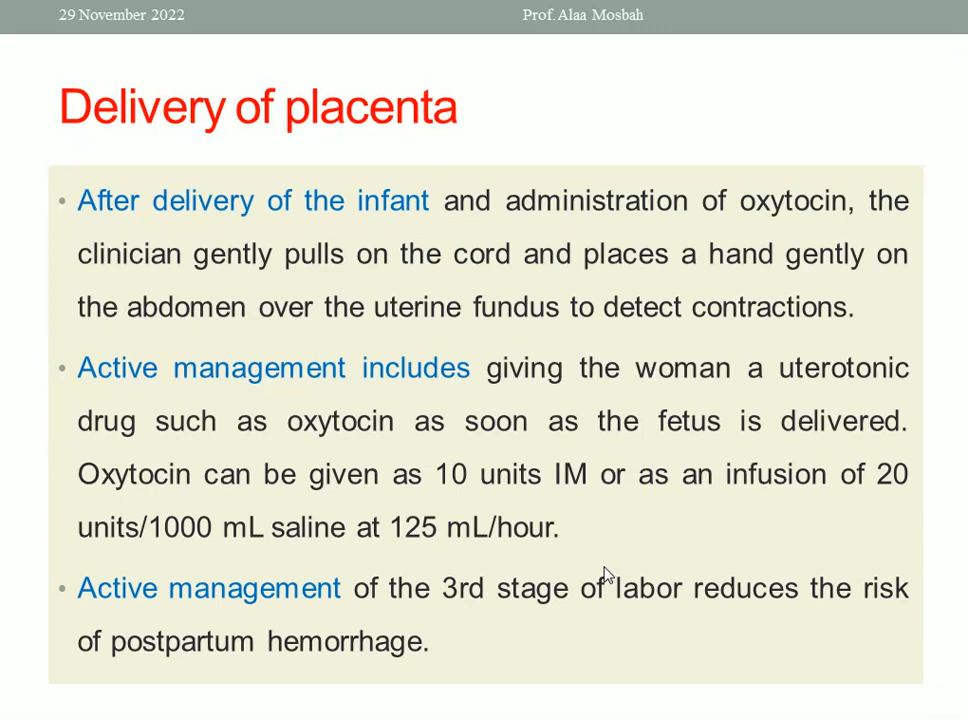 29 November 2022
Prof. Alaa Mosbah
Delivery of placenta
• After delivery of the infant and administration of oxytocin, the
clinician gently pulls on the cord and places a hand gently on
the abdomen over the uterine fundus to detect contractions.
• Active management includes giving the woman a uterotonic
drug such as oxytocin as soon as the fetus is delivered.
Oxytocin can be given as 10 units IM or as an infusion of 20
units/1000 mL saline at 125 mL/hour.
• Active management of the 3rd stage of labor reduces the risk
of postpartum hemorrhage.